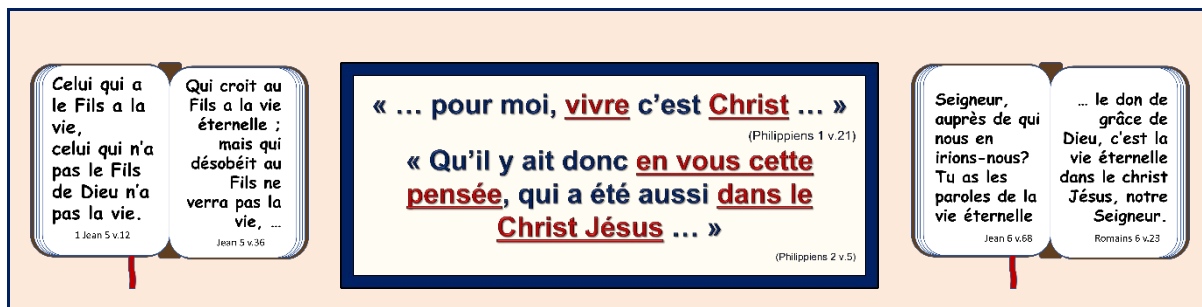 Celui qui a
le Fils a la
vie,
celui qui n'a
pas le Fils
de Dieu n'a
pas la vie.
1 Jean 5 v.12
Qui croit au
Fils a la vie
éternelle ;
mais qui
désobéit au
Fils ne
verra pas la
vie, …
Jean 5 v.36
« … pour moi, vivre c'est Christ … »
(Philippiens 1 v.21)
« Qu'il y ait donc en vous cette
pensée, qui a été aussi dans le
Christ Jésus … »
(Philippiens 2 v.5)
Seigneur,
auprès de qui
nous en
irions-nous?
Tu as les
paroles de la
vie éternelle
Jean 6 v.68
… le don de
grâce de
Dieu, c'est la
vie éternelle
dans le christ
Jésus, notre
Seigneur.
Romains 6 v.23